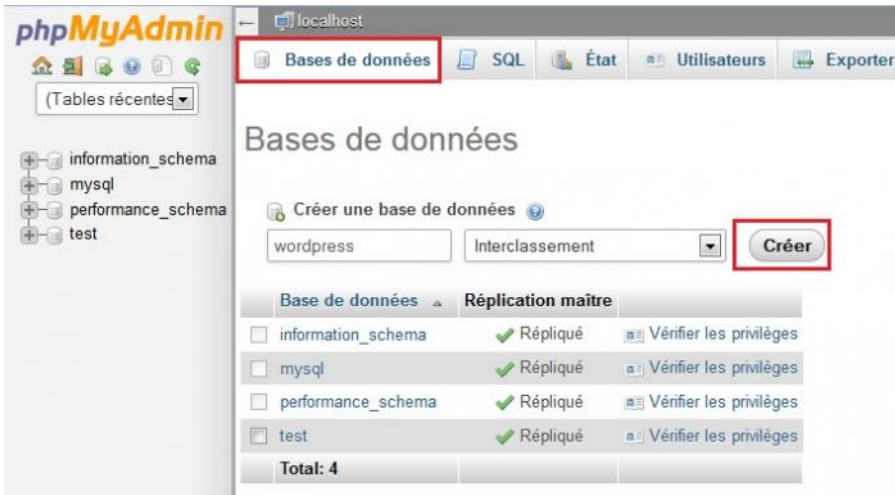 phpMyAdmin
(Tables récentes
information_schema
mysql
performance_schema
test
localhost
Bases de données SQL État Utilisateurs Exporter
Bases de données
Créer une base de données
wordpress Interclassement Créer
Base de données Réplication maître
information_schema Répliqué Vérifier les privilèges
mysql Répliqué Vérifier les privilèges
performance_schema Répliqué Vérifier les privilèges
test Répliqué Vérifier les privilèges
Total: 4